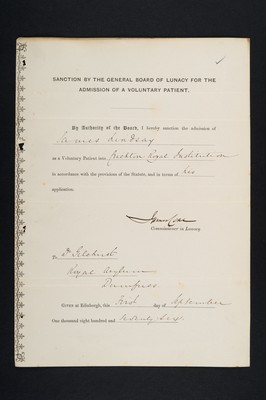 SANCTION BY THE GENERAL BOARD OF LUNACY FOR THE
ADMISSION OF A VOLUNTARY PATIENT.
By Authority of the Board, I hereby sanction the admission of
James Lindsay
as a Voluntary Patient into Crichton Royal Institution
in accordance with the provisions of the Statute, and in terms of his
application.
Commissioner in Lunacy.
To Dr Gilchrist
Royal Asylum
Dumfries
GIVEN at Edinburgh, this day of September
One thousand eight hundred and seventy six